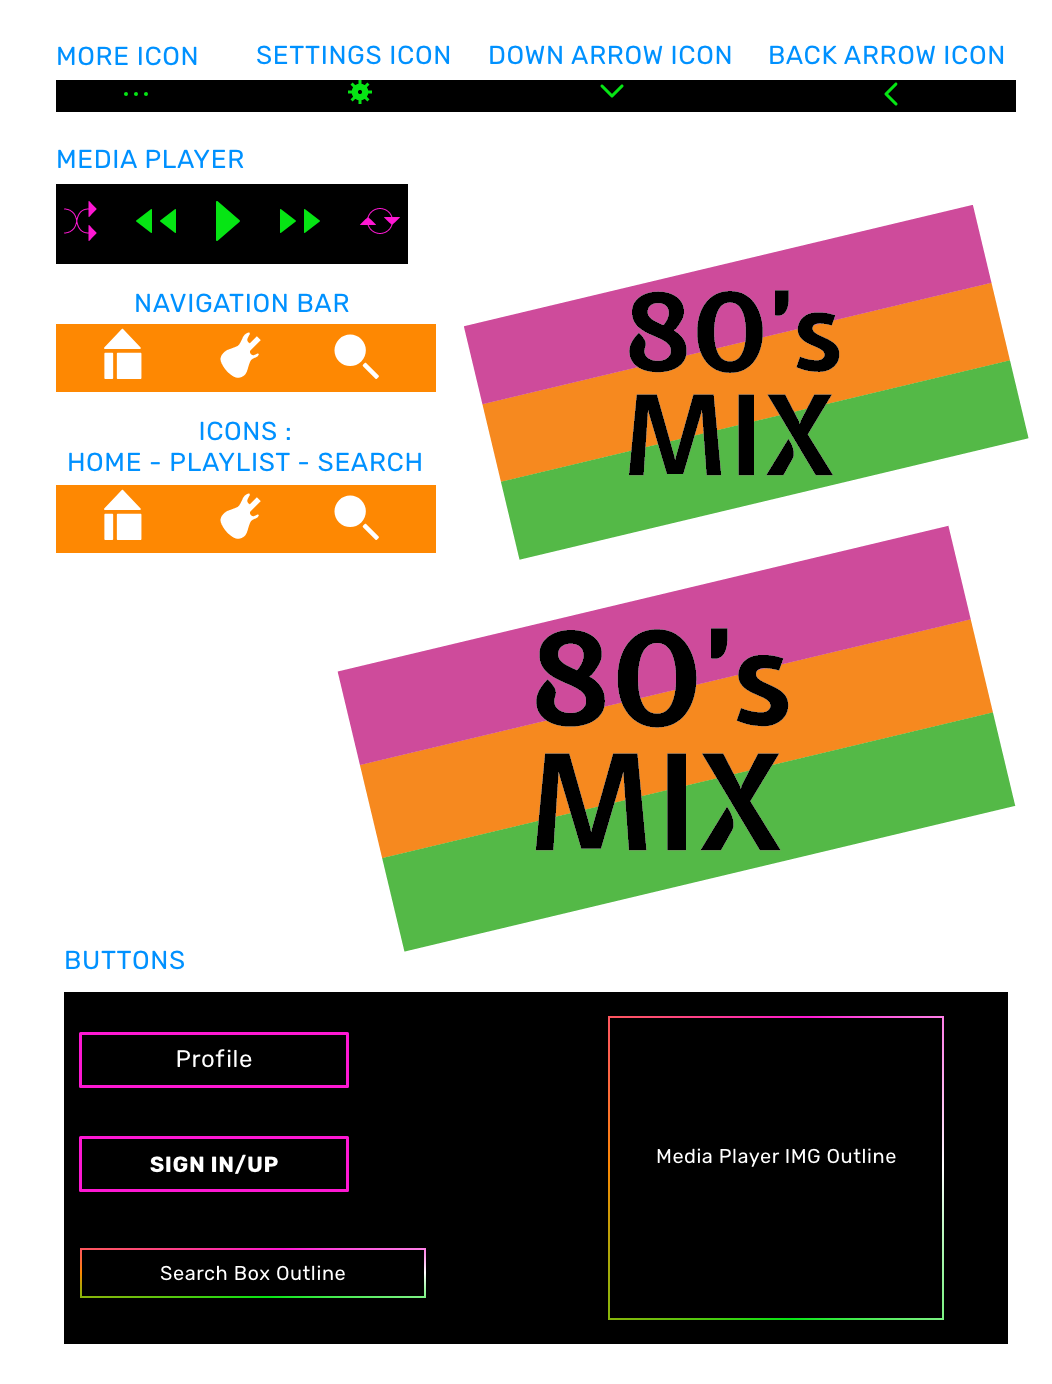 MORE ICON
SETTINGS ICON
DOWN ARROW ICON
BACK ARROW ICON
MEDIA PLAYER
NAVIGATION BAR
ICONS :
HOME - PLAYLIST - SEARCH
80's
MIX
80's
MIX
BUTTONS
Profile
SIGN IN/UP
Search Box Outline
Media Player IMG Outline